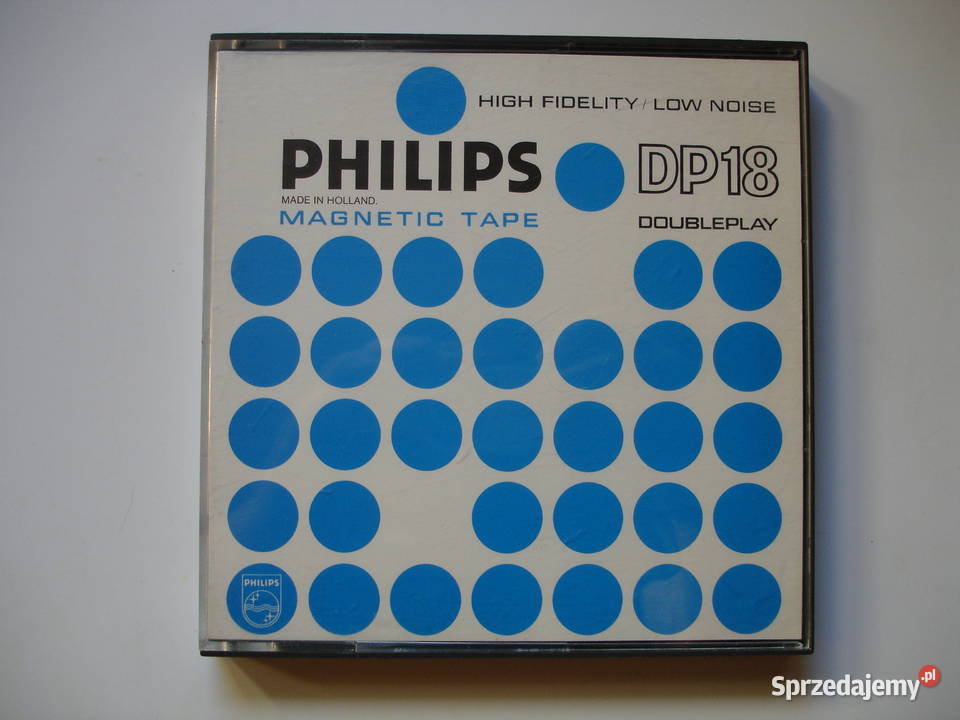 HIGH FIDELITY / LOW NOISE
PHILIPS DP18
MADE IN HOLLAND.
MAGNETIC TAPE DOUBLEPLAY
PHILIPS
Sprzedajemy.pl